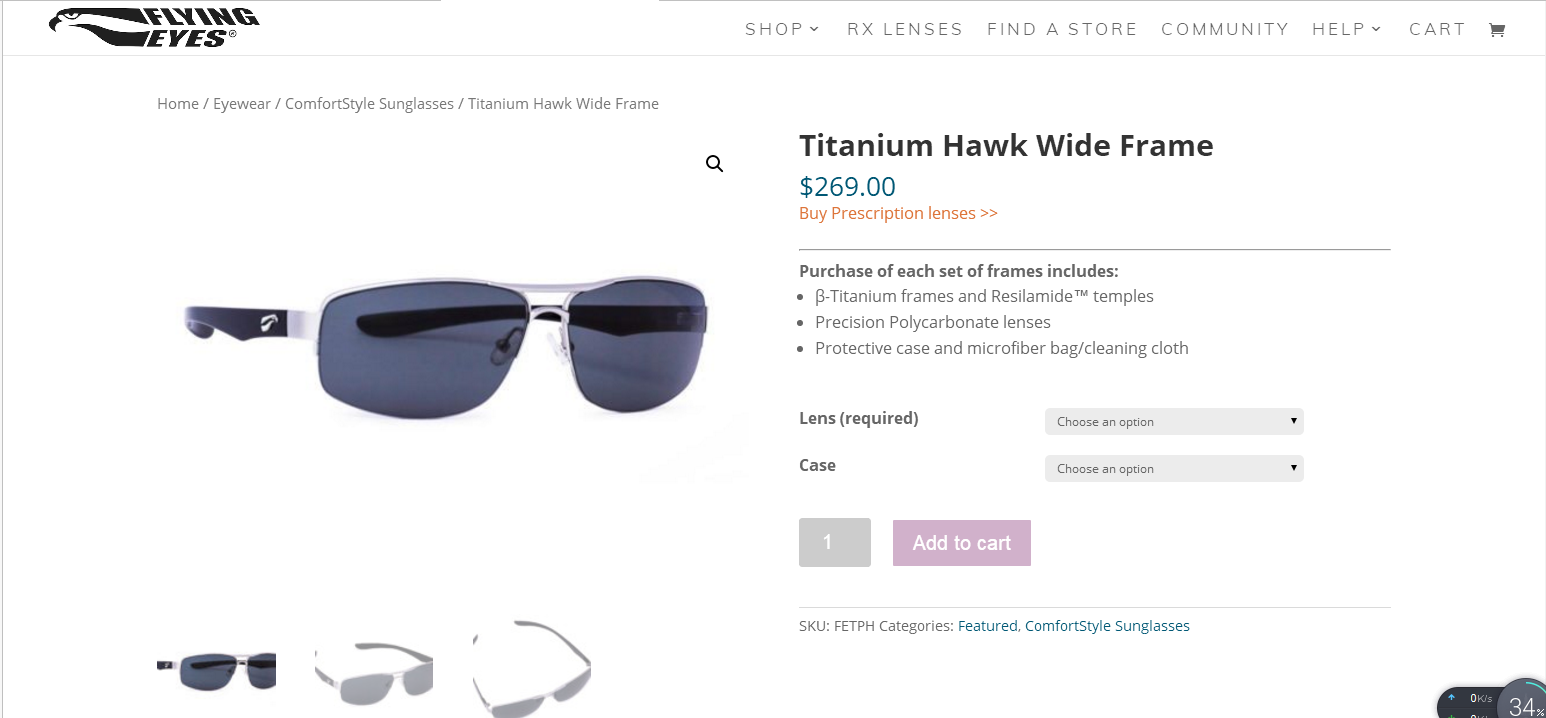 FLYING
EYES®
SHOP RX LENSES FIND A STORE COMMUNITY HELP CART
Home / Eyewear / ComfortStyle Sunglasses / Titanium Hawk Wide Frame
Titanium Hawk Wide Frame
$269.00
Buy Prescription lenses >>
Purchase of each set of frames includes:
• β-Titanium frames and Resilamide™ temples
• Precision Polycarbonate lenses
• Protective case and microfiber bag/cleaning cloth
Lens (required) Choose an option
Case Choose an option
1 Add to cart
SKU: FETPH Categories: Featured, ComfortStyle Sunglasses
0K/s
34%